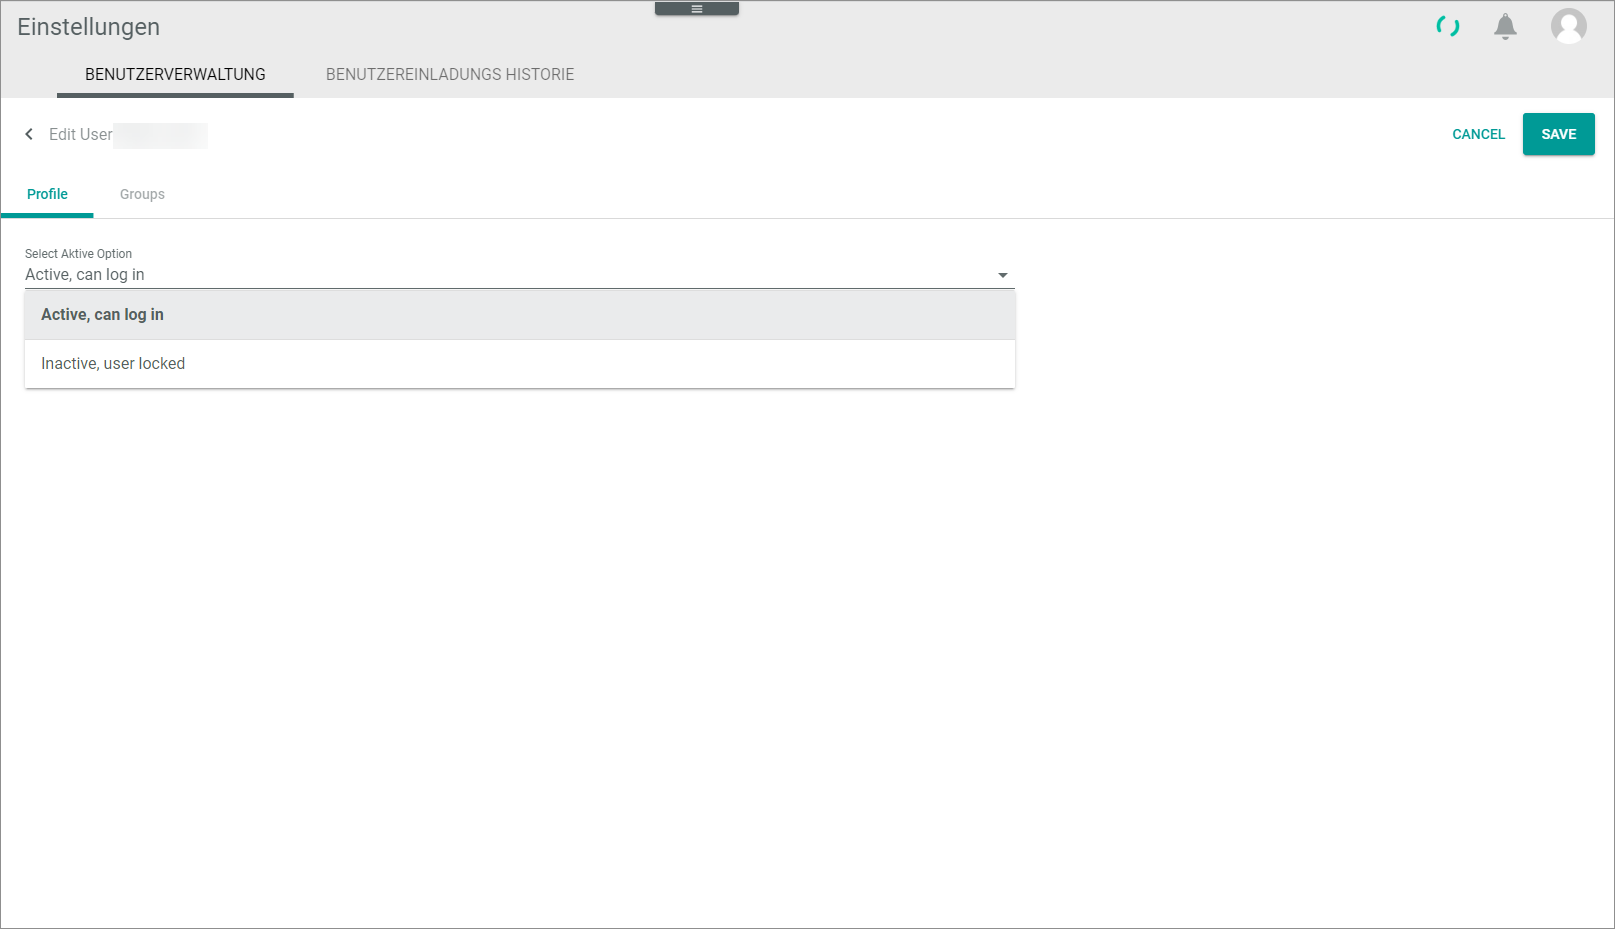 Einstellungen
BENUTZERVERWALTUNG BENUTZEREINLADUNGS HISTORIE
Edit User
CANCEL SAVE
Profile Groups
Select Aktive Option
Active, can log in
Active, can log in
Inactive, user locked